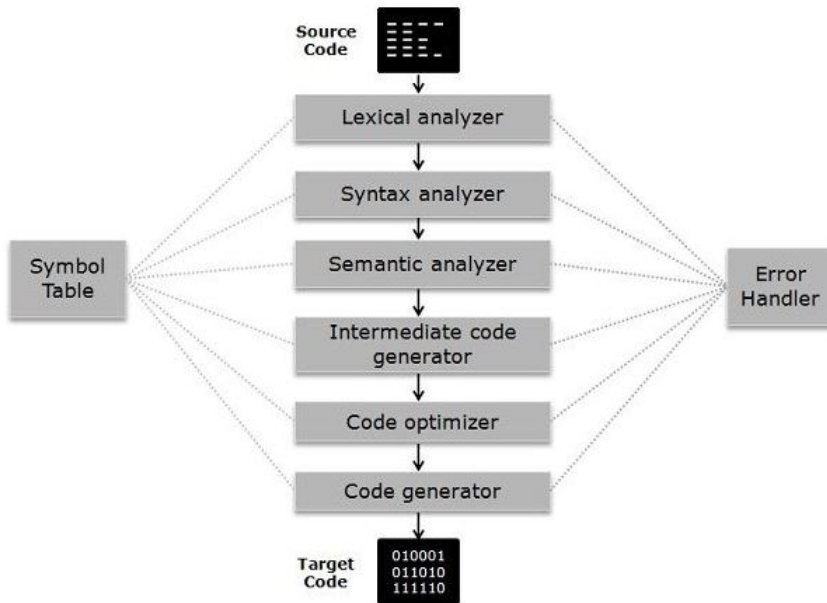 Source
Code
Lexical analyzer
Syntax analyzer
Semantic analyzer
Symbol
Table
Error
Handler
Intermediate code
generator
Code optimizer
Code generator
Target
Code
010001
011010
111110